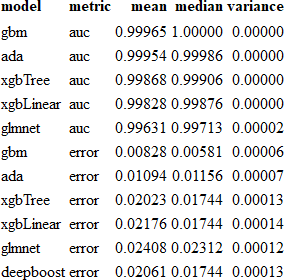 model metric mean median variance
gbm auc 0.99965 1.00000 0.00000
ada auc 0.99954 0.99986 0.00000
xgbTree auc 0.99868 0.99906 0.00000
xgbLinear auc 0.99828 0.99876 0.00000
glmnet auc 0.99631 0.99713 0.00002
gbm error 0.00828 0.00581 0.00006
ada error 0.01094 0.01156 0.00007
xgbTree error 0.02023 0.01744 0.00013
xgbLinear error 0.02176 0.01744 0.00014
glmnet error 0.02408 0.02312 0.00012
deepboost error 0.02061 0.01744 0.00013